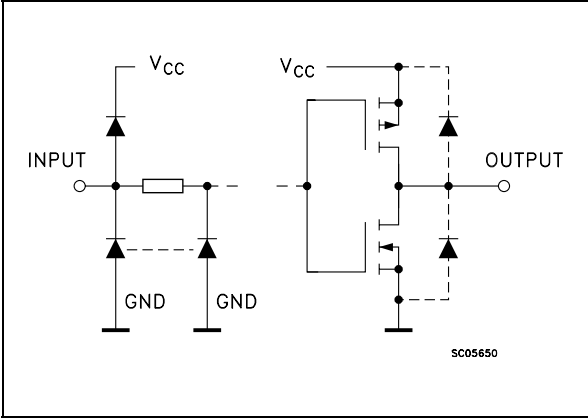 VCC
VCC
INPUT
OUTPUT
GND
GND
SC05650